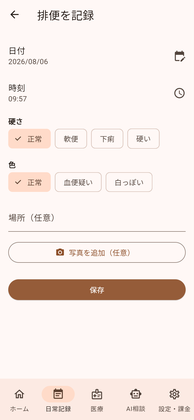 排便を記録
日付
2026/08/06
時刻
09:57
硬さ
正常 軟便 下痢 硬い
色
正常 血便疑い 白っぽい
場所（任意）
写真を追加（任意）
保存
ホーム 日常記録 医療 AI相談 設定・課金